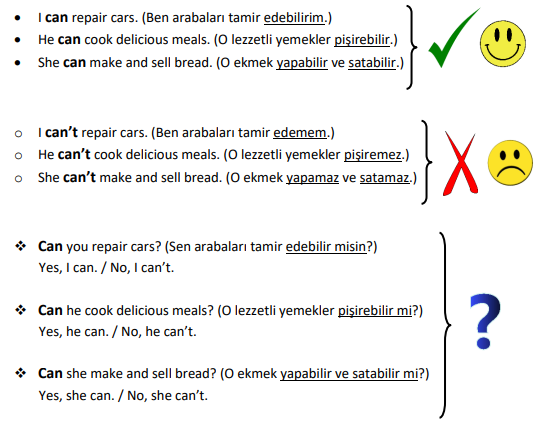 • I can repair cars. (Ben arabaları tamir edebilirim.)
• He can cook delicious meals. (O lezzetli yemekler pişirebilir.)
• She can make and sell bread. (O ekmek yapabilir ve satabilir.)
o I can’t repair cars. (Ben arabaları tamir edemem.)
o He can’t cook delicious meals. (O lezzetli yemekler pişiremez.)
o She can’t make and sell bread. (O ekmek yapamaz ve satamaz.)
❖ Can you repair cars? (Sen arabaları tamir edebilir misin?)
Yes, I can. / No, I can’t.
❖ Can he cook delicious meals? (O lezzetli yemekler pişirebilir mi?)
Yes, he can. / No, he can’t.
❖ Can she make and sell bread? (O ekmek yapabilir ve satabilir mi?)
Yes, she can. / No, she can’t.
?